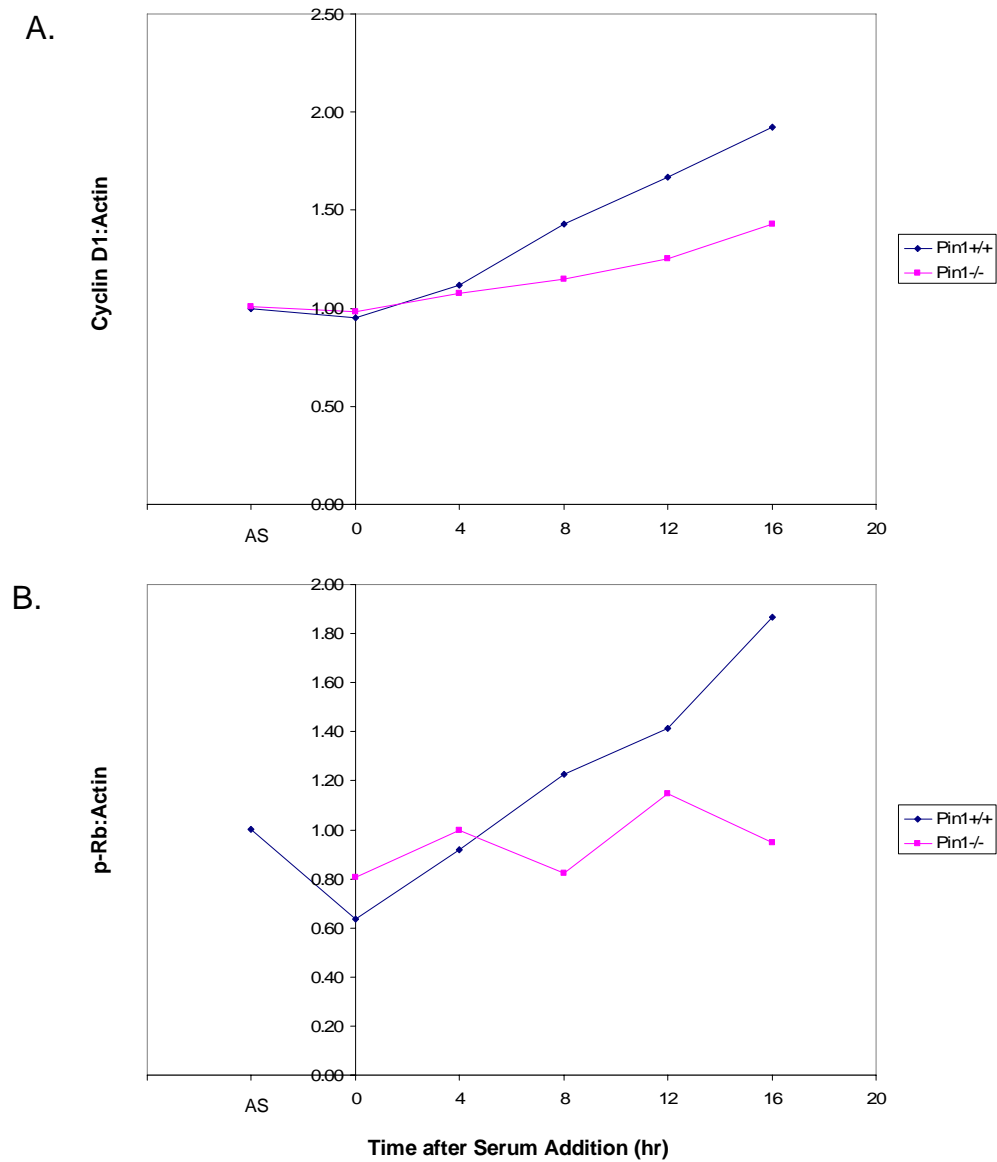 A.
2.50
2.00
1.50
1.00
0.50
0.00
Cyclin D1:Actin
AS 0 4 8 12 16 20
Pin1+/+
Pin1-/-
B.
2.00
1.80
1.60
1.40
1.20
1.00
0.80
0.60
0.40
0.20
0.00
p-Rb:Actin
AS 0 4 8 12 16 20
Pin1+/+
Pin1-/-
Time after Serum Addition (hr)